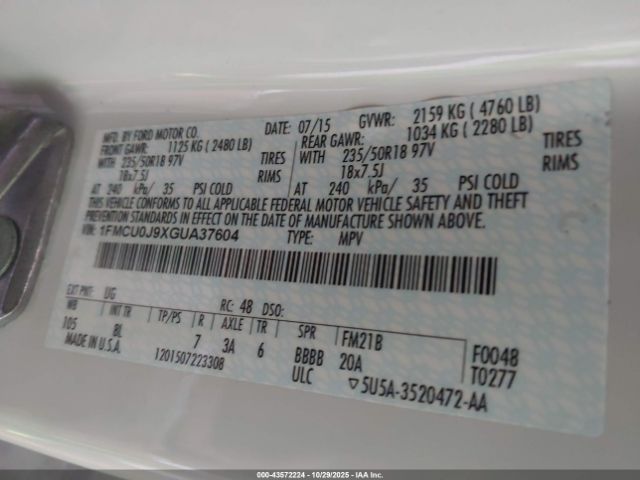 MFD. BY FORD MOTOR CO.
DATE: 07/15 GVWR: 2159 KG ( 4760 LB)
FRONT GAWR: 1125 KG ( 2480 LB) REAR GAWR: 1034 KG ( 2280 LB)
WITH 235/50R18 97V TIRES WITH 235/50R18 97V TIRES
18x7.5J RIMS 18x7.5J RIMS
AT 240 kPa/ 35 PSI COLD AT 240 kPa/ 35 PSI COLD
THIS VEHICLE CONFORMS TO ALL APPLICABLE FEDERAL MOTOR VEHICLE SAFETY AND THEFT
PREVENTION STANDARDS IN EFFECT ON THE DATE OF MANUFACTURE SHOWN ABOVE.
VIN: 1FMCU0J9XGUA37604 TYPE: MPV
EXT PNT: UG RC: 48 DSO:
WB INT TR TP/PS R AXLE TR SPR FM21B F0048
105 8L 7 3A 6 BBBB 20A T0277
MADE IN U.S.A. 1201507223308 ULC ▽5U5A-3520472-AA
000-43572224 - 10/29/2025 - IAA Inc.